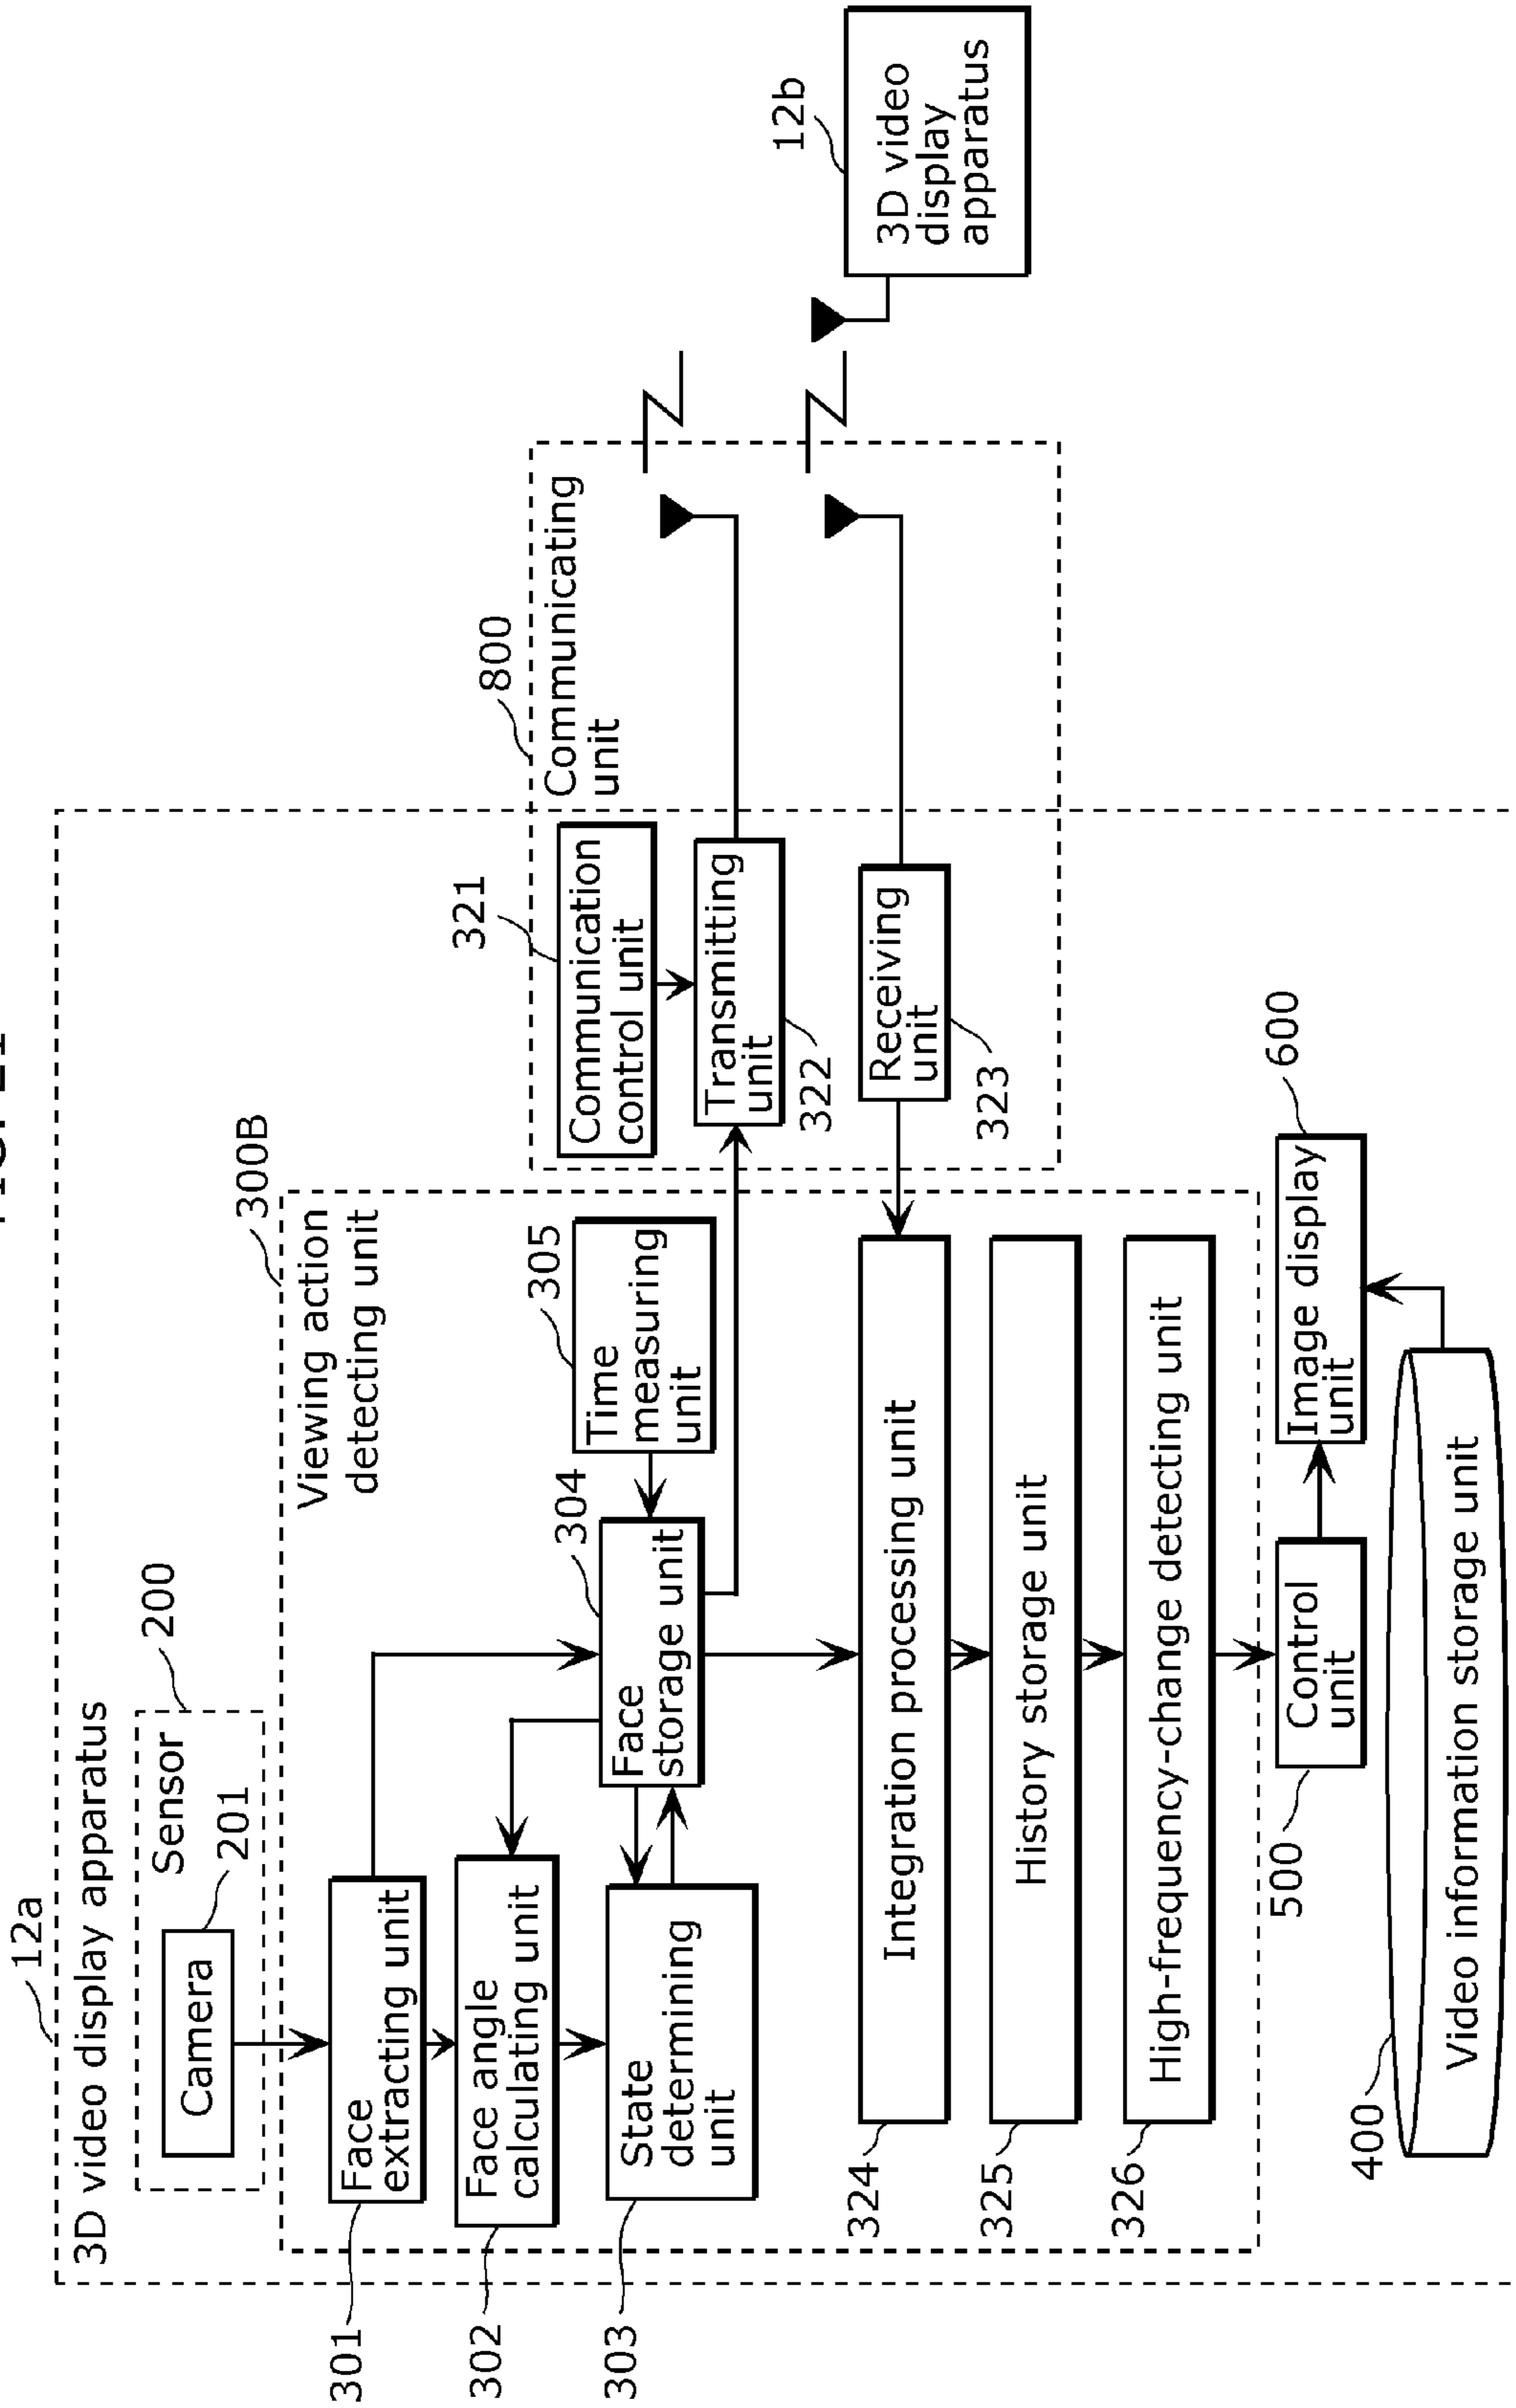 12a
3D video display apparatus
200
Sensor
Camera
201
300B
Viewing action
detecting unit
301
Face
extracting unit
302
Face angle
calculating unit
303
State
determining
unit
304
Face
storage unit
305
Time
measuring
unit
324
Integration processing unit
325
History storage unit
326
High-frequency-change detecting unit
800
Communicating
unit
321
Communication
control unit
Transmitting
unit
322
Receiving
unit
323
12b
3D video
display
apparatus
500
Control
unit
600
Image display
unit
400
Video information storage unit